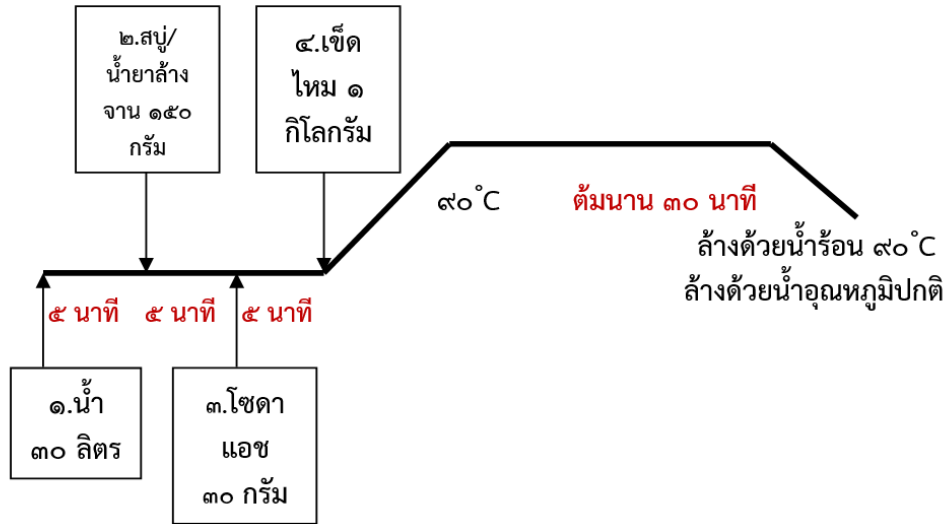 ๒.สบู่/
น้ำยาล้าง
จาน ๑๕๐
กรัม
๔.เข็ด
ไหม ๑
กิโลกรัม
๙๐˚C
ต้มนาน ๓๐ นาที
ล้างด้วยน้ำร้อน ๙๐˚C
ล้างด้วยน้ำอุณหภูมิปกติ
๕ นาที
๕ นาที
๕ นาที
๑.น้ำ
๓๐ ลิตร
๓.โซดา
แอช
๓๐ กรัม